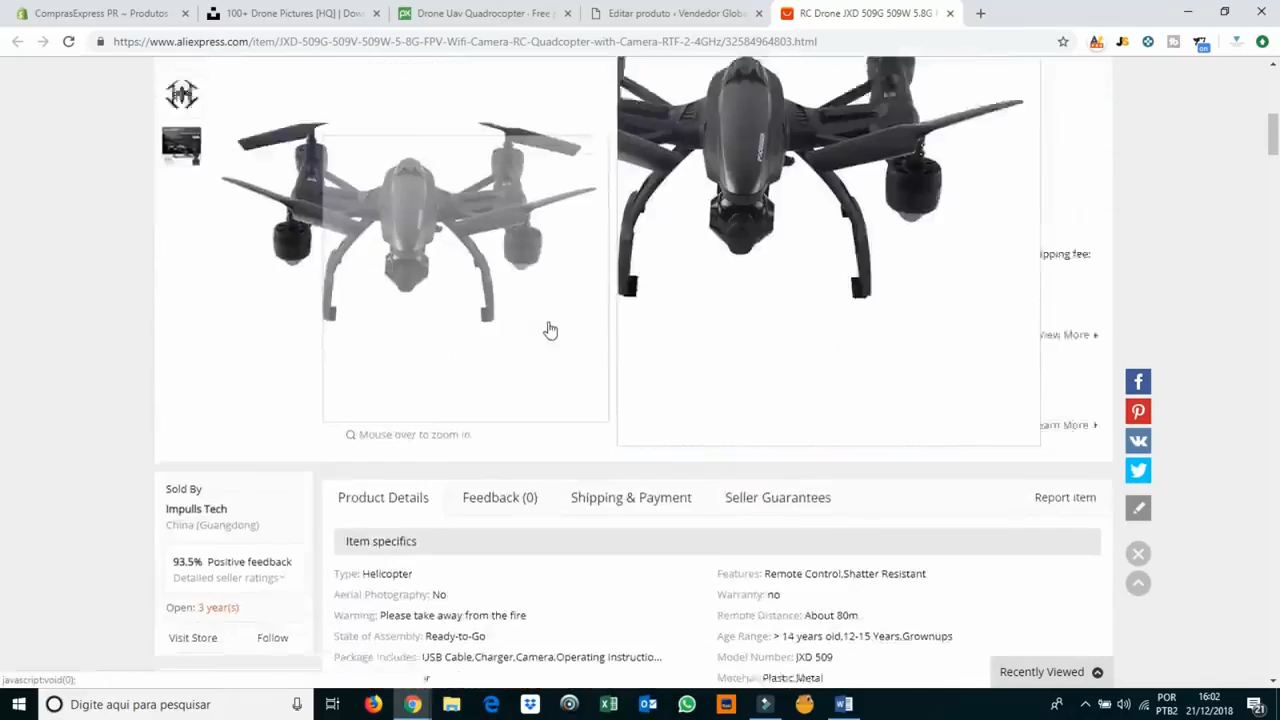 ComprasExpress PR ~ Produtos
100+ Drone Pictures [HQ] | Dow
Drone Uav Quadrocopter - Free
Editar produto ‹ Vendedor Globa
RC Drone JXD 509G 509W 5.8G
https://www.aliexpress.com/item/JXD-509G-509V-509W-5-8G-FPV-Wifi-Camera-RC-Quadcopter-with-Camera-RTF-2-4GHz/32584964803.html
JS
on
ipping fee:
View More
earn More
Mouse over to zoom in
Sold By
Impulls Tech
China (Guangdong)
93.5% Positive feedback
Detailed seller ratings
Open: 3 year(s)
Visit Store
Follow
Product Details
Feedback (0)
Shipping & Payment
Seller Guarantees
Report item
Item specifics
Type: Helicopter
Features: Remote Control,Shatter Resistant
Aerial Photography: No
Warranty: no
Warning: Please take away from the fire
Remote Distance: About 80m
State of Assembly: Ready-to-Go
Age Range: > 14 years old,12-15 Years,Grownups
Package Includes: USB Cable,Charger,Camera,Operating Instructio...
Model Number: JXD 509
Plastic,Metal
Recently Viewed
javascript:void(0);
Digite aqui para pesquisar
POR
PTB2
16:02
21/12/2018
21